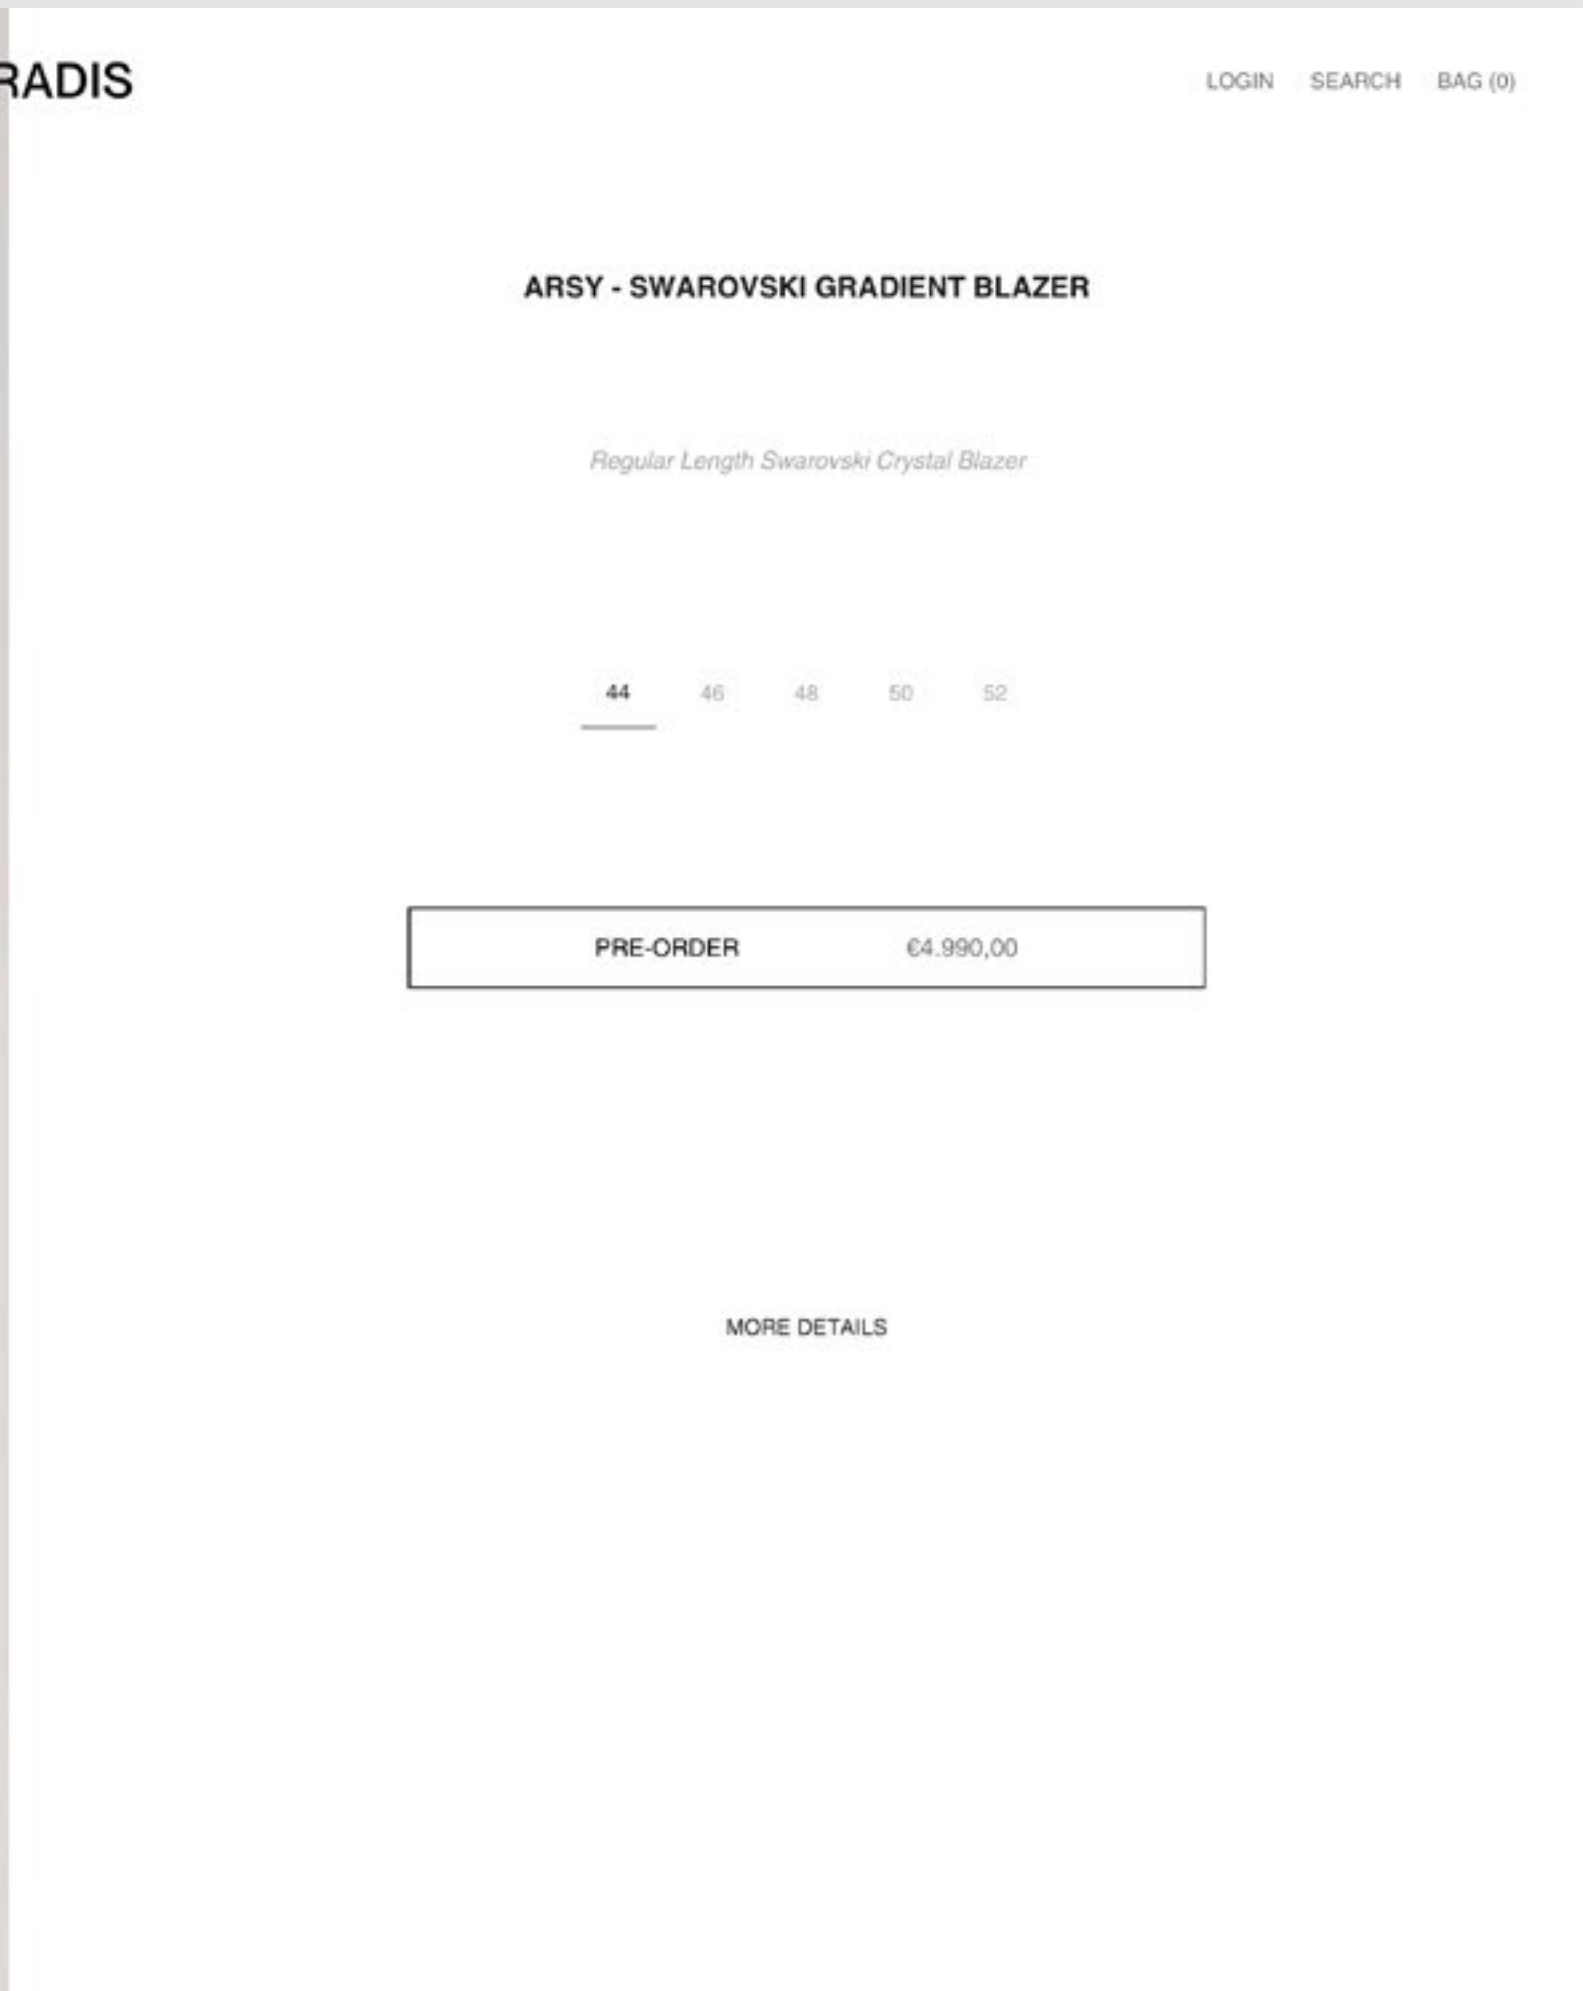 RADIS
LOGIN SEARCH BAG (0)
ARSY - SWAROVSKI GRADIENT BLAZER
Regular Length Swarovski Crystal Blazer
44 46 48 50 52
PRE-ORDER €4.990,00
MORE DETAILS